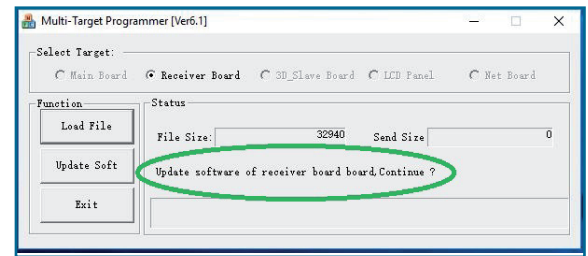 Multi-Target Programmer [Ver6.1]
Select Target:
Main Board Receiver Board 3D_Slave Board LCD Panel Net Board
Function
Status
Load File
File Size: 32940 Send Size 0
Update Soft
Update software of receiver board board,Continue ?
Exit